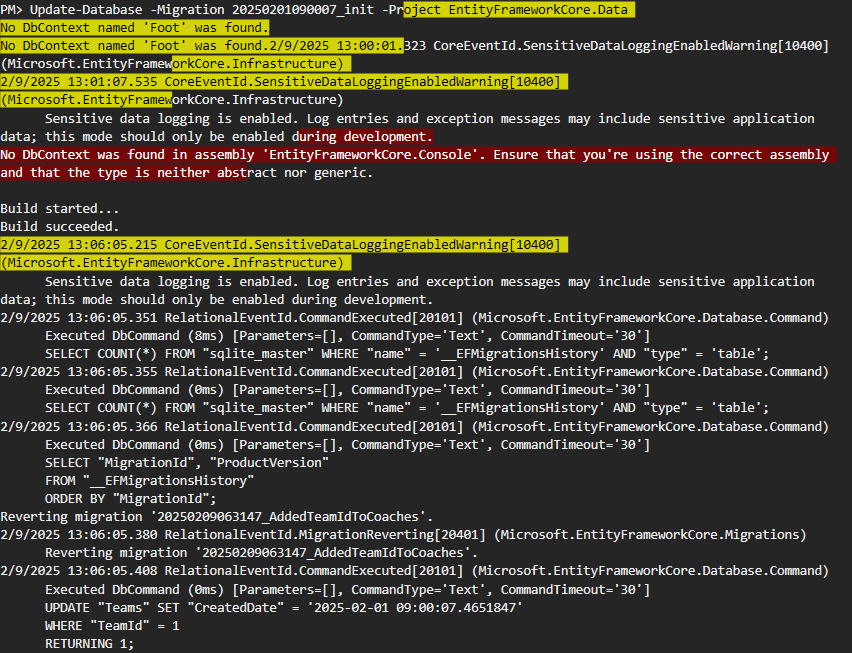 PM> Update-Database -Migration 20250201090007_init -Project EntityFrameworkCore.Data
No DbContext named 'Foot' was found.
No DbContext named 'Foot' was found.2/9/2025 13:00:01.323 CoreEventId.SensitiveDataLoggingEnabledWarning[10400]
(Microsoft.EntityFrameworkCore.Infrastructure)
2/9/2025 13:01:07.535 CoreEventId.SensitiveDataLoggingEnabledWarning[10400]
(Microsoft.EntityFrameworkCore.Infrastructure)
Sensitive data logging is enabled. Log entries and exception messages may include sensitive application
data; this mode should only be enabled during development.
No DbContext was found in assembly 'EntityFrameworkCore.Console'. Ensure that you're using the correct assembly
and that the type is neither abstract nor generic.
Build started...
Build succeeded.
2/9/2025 13:06:05.215 CoreEventId.SensitiveDataLoggingEnabledWarning[10400]
(Microsoft.EntityFrameworkCore.Infrastructure)
Sensitive data logging is enabled. Log entries and exception messages may include sensitive application
data; this mode should only be enabled during development.
2/9/2025 13:06:05.351 RelationalEventId.CommandExecuted[20101] (Microsoft.EntityFrameworkCore.Database.Command)
Executed DbCommand (8ms) [Parameters=[], CommandType='Text', CommandTimeout='30']
SELECT COUNT(*) FROM "sqlite_master" WHERE "name" = '__EFMigrationsHistory' AND "type" = 'table';
2/9/2025 13:06:05.355 RelationalEventId.CommandExecuted[20101] (Microsoft.EntityFrameworkCore.Database.Command)
Executed DbCommand (0ms) [Parameters=[], CommandType='Text', CommandTimeout='30']
SELECT COUNT(*) FROM "sqlite_master" WHERE "name" = '__EFMigrationsHistory' AND "type" = 'table';
2/9/2025 13:06:05.366 RelationalEventId.CommandExecuted[20101] (Microsoft.EntityFrameworkCore.Database.Command)
Executed DbCommand (0ms) [Parameters=[], CommandType='Text', CommandTimeout='30']
SELECT "MigrationId", "ProductVersion"
FROM "__EFMigrationsHistory"
ORDER BY "MigrationId";
Reverting migration '20250209063147_AddedTeamIdToCoaches'.
2/9/2025 13:06:05.380 RelationalEventId.MigrationReverting[20401] (Microsoft.EntityFrameworkCore.Migrations)
Reverting migration '20250209063147_AddedTeamIdToCoaches'.
2/9/2025 13:06:05.408 RelationalEventId.CommandExecuted[20101] (Microsoft.EntityFrameworkCore.Database.Command)
Executed DbCommand (0ms) [Parameters=[], CommandType='Text', CommandTimeout='30']
UPDATE "Teams" SET "CreatedDate" = '2025-02-01 09:00:07.4651847'
WHERE "TeamId" = 1
RETURNING 1;